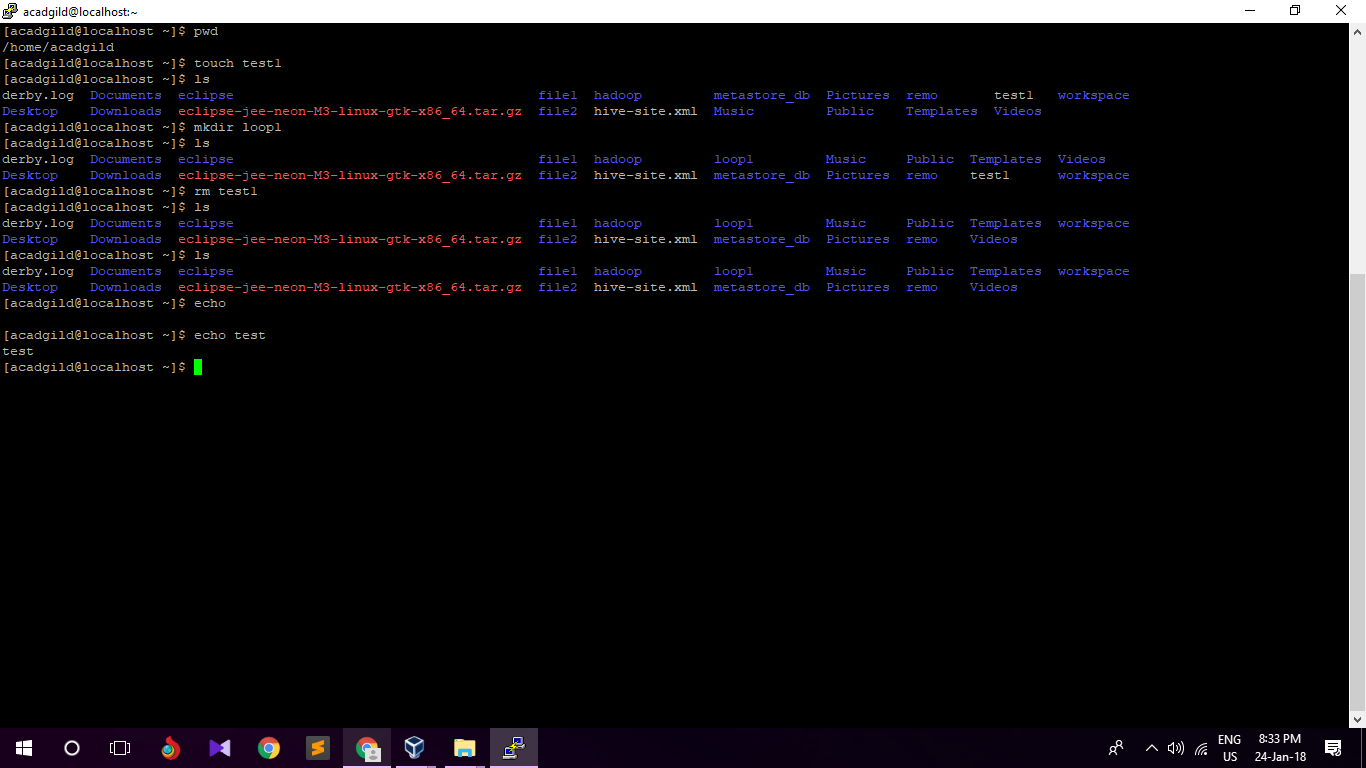 acadgild@localhost:~
[acadgild@localhost ~]$ pwd
/home/acadgild
[acadgild@localhost ~]$ touch test1
[acadgild@localhost ~]$ ls
derby.log  Documents  eclipse                                      file1  hadoop         metastore_db  Pictures  remo       test1   workspace
Desktop    Downloads  eclipse-jee-neon-M3-linux-gtk-x86_64.tar.gz  file2  hive-site.xml  Music         Public    Templates  Videos
[acadgild@localhost ~]$ mkdir loop1
[acadgild@localhost ~]$ ls
derby.log  Documents  eclipse                                      file1  hadoop         loop1         Music     Public  Templates  Videos
Desktop    Downloads  eclipse-jee-neon-M3-linux-gtk-x86_64.tar.gz  file2  hive-site.xml  metastore_db  Pictures  remo    test1      workspace
[acadgild@localhost ~]$ rm test1
[acadgild@localhost ~]$ ls
derby.log  Documents  eclipse                                      file1  hadoop         loop1         Music     Public  Templates  workspace
Desktop    Downloads  eclipse-jee-neon-M3-linux-gtk-x86_64.tar.gz  file2  hive-site.xml  metastore_db  Pictures  remo    Videos
[acadgild@localhost ~]$ ls
derby.log  Documents  eclipse                                      file1  hadoop         loop1         Music     Public  Templates  workspace
Desktop    Downloads  eclipse-jee-neon-M3-linux-gtk-x86_64.tar.gz  file2  hive-site.xml  metastore_db  Pictures  remo    Videos
[acadgild@localhost ~]$ echo
[acadgild@localhost ~]$ echo test
test
[acadgild@localhost ~]$
ENG 8:33 PM
US 24-Jan-18